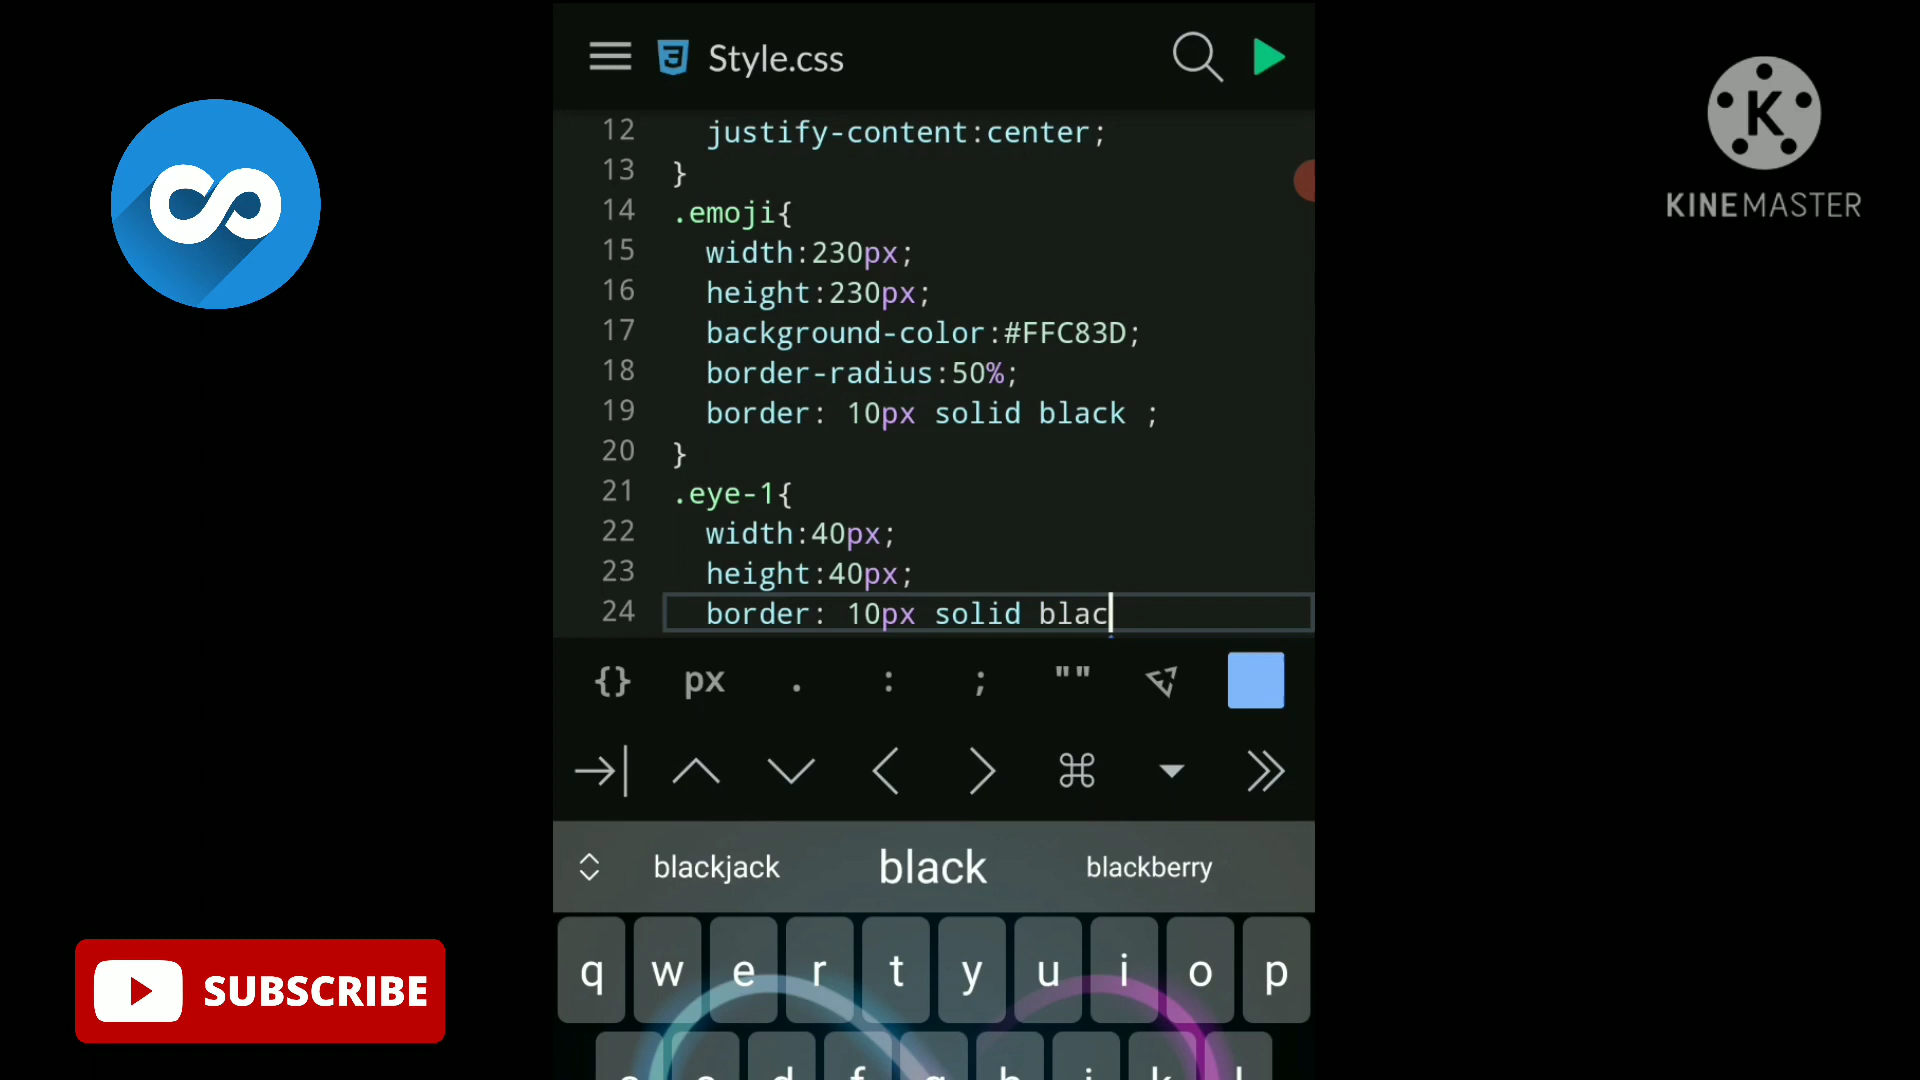 Style.css
12 justify-content:center;
13 }
14 .emoji{
15 width:230px;
16 height:230px;
17 background-color:#FFC83D;
18 border-radius:50%;
19 border: 10px solid black ;
20 }
21 .eye-1{
22 width:40px;
23 height:40px;
24 border: 10px solid blac
{} px . : ; ""
blackjack black blackberry
q w e r t y u i o p
K
KINEMASTER
SUBSCRIBE